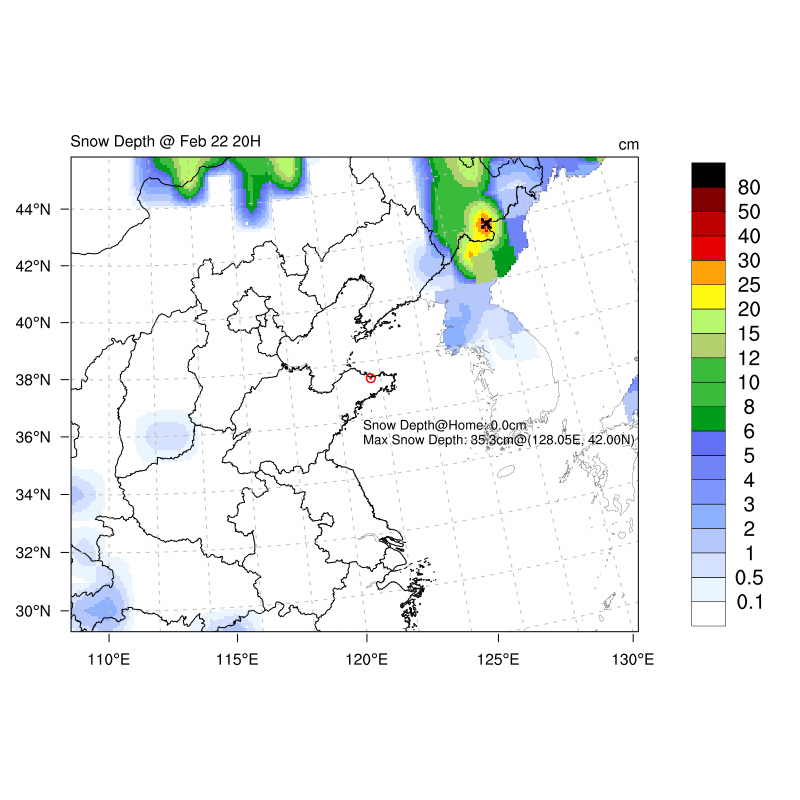 Snow Depth @ Feb 22 20H
cm
44°N
42°N
40°N
38°N
36°N
34°N
32°N
30°N
Snow Depth@Home: 0.0cm
Max Snow Depth: 35.3cm@(128.05E, 42.00N)
110°E
115°E
120°E
125°E
130°E
80
50
40
30
25
20
15
12
10
8
6
5
4
3
2
1
0.5
0.1